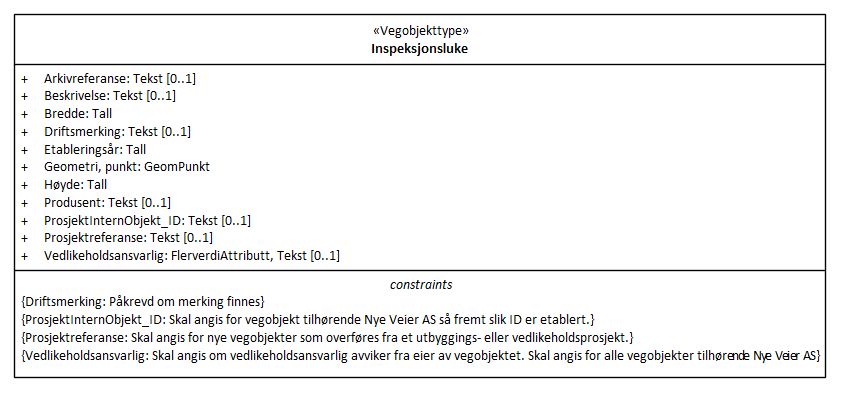 «Vegobjekttype»
Inspeksjonsluke
+ Arkivreferanse: Tekst [0..1]
+ Beskrivelse: Tekst [0..1]
+ Bredde: Tall
+ Driftsmerking: Tekst [0..1]
+ Etableringsår: Tall
+ Geometri, punkt: GeomPunkt
+ Høyde: Tall
+ Produsent: Tekst [0..1]
+ ProsjektInternObjekt_ID: Tekst [0..1]
+ Prosjektreferanse: Tekst [0..1]
+ Vedlikeholdsansvarlig: FlerverdiAttributt, Tekst [0..1]
constraints
{Driftsmerking: Påkrevd om merking finnes}
{ProsjektInternObjekt_ID: Skal angis for vegobjekt tilhørende Nye Veier AS så fremt slik ID er etablert.}
{Prosjektreferanse: Skal angis for nye vegobjekter som overføres fra et utbyggings- eller vedlikeholdsprosjekt.}
{Vedlikeholdsansvarlig: Skal angis om vedlikeholdsansvarlig avviker fra eier av vegobjektet. Skal angis for alle vegobjekter tilhørende Nye Veier AS}